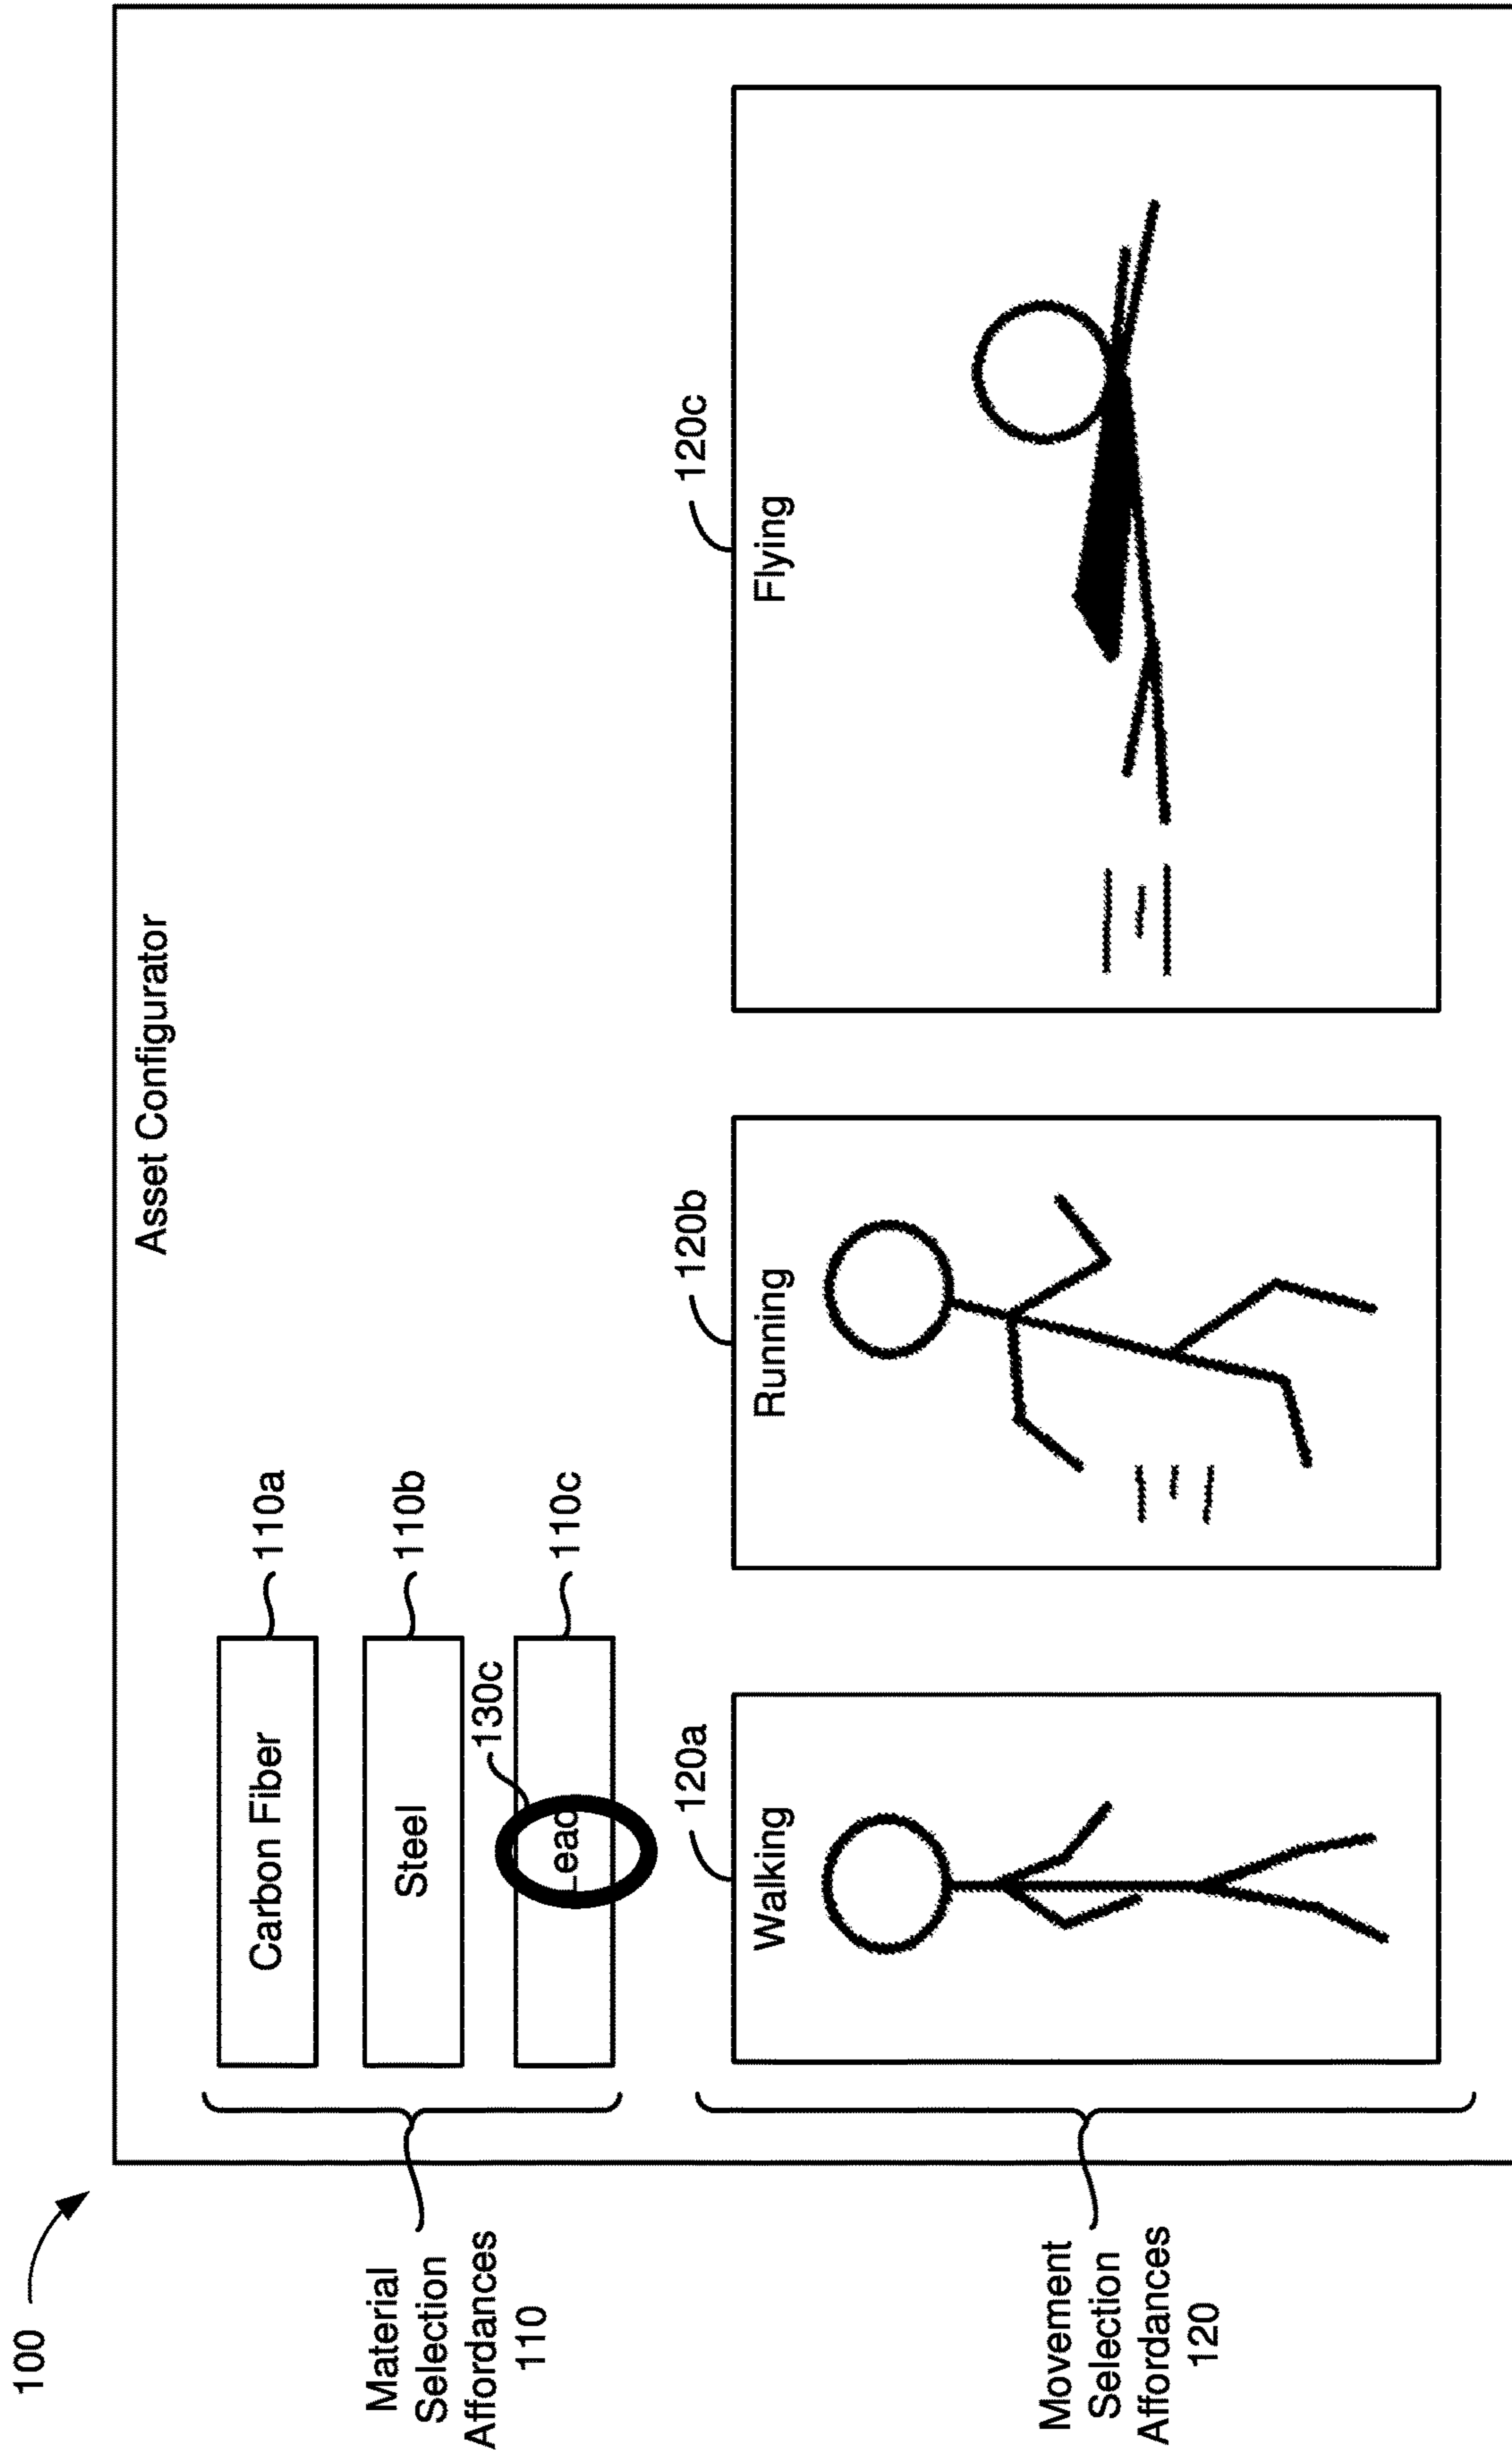 100
Asset Configurator
Material
Selection
Affordances
110
Carbon Fiber
110a
Steel
110b
130c
Lead
110c
Movement
Selection
Affordances
120
120a
Walking
120b
Running
120c
Flying